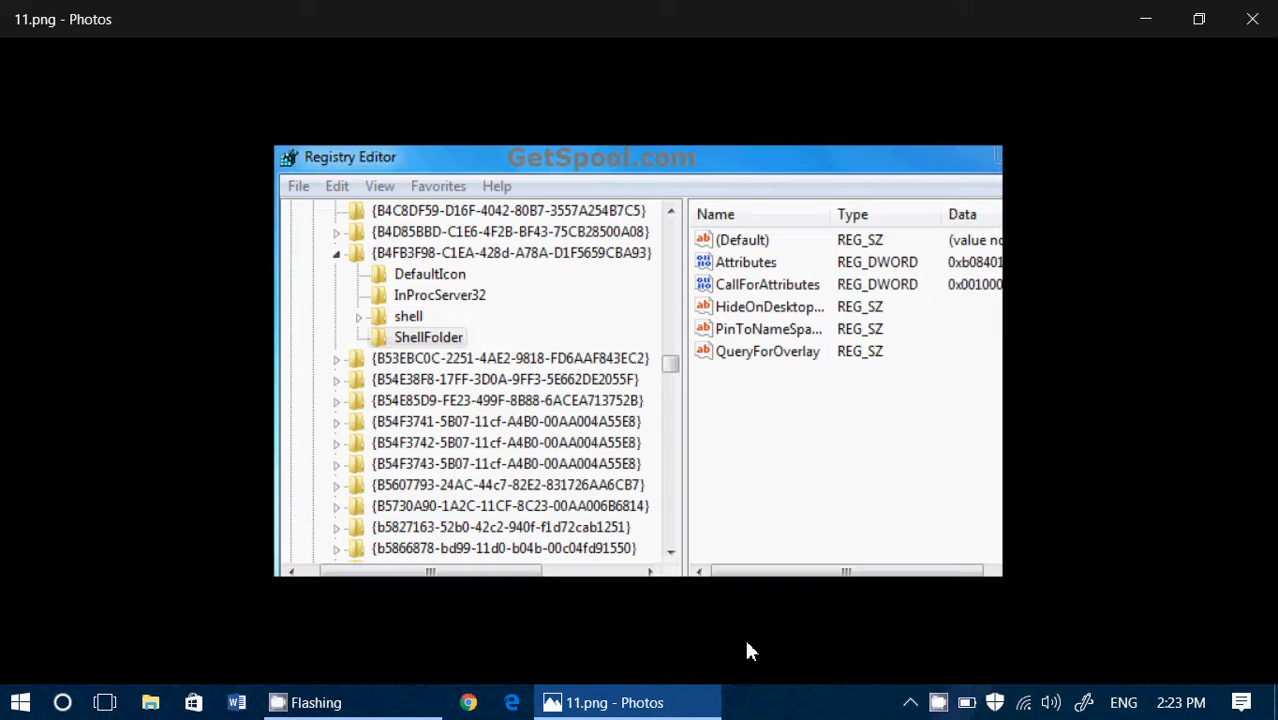 11.png - Photos
Registry Editor
GetSpool.com
File Edit View Favorites Help
{B4C8DF59-D16F-4042-80B7-3557A254B7C5}
{B4D85BBD-C1E6-4F2B-BF43-75CB28500A08}
{B4FB3F98-C1EA-428d-A78A-D1F5659CBA93}
DefaultIcon
InProcServer32
shell
ShellFolder
{B53EBC0C-2251-4AE2-9818-FD6AAF843EC2}
{B54E38F8-17FF-3D0A-9FF3-5E662DE2055F}
{B54E85D9-FE23-499F-8B88-6ACEA713752B}
{B54F3741-5B07-11cf-A4B0-00AA004A55E8}
{B54F3742-5B07-11cf-A4B0-00AA004A55E8}
{B54F3743-5B07-11cf-A4B0-00AA004A55E8}
{B5607793-24AC-44c7-82E2-831726AA6CB7}
{B5730A90-1A2C-11CF-8C23-00AA006B6814}
{b5827163-52b0-42c2-940f-f1d72cab1251}
{b5866878-bd99-11d0-b04b-00c04fd91550}
Name Type Data
(Default) REG_SZ (value no
Attributes REG_DWORD 0xb08401
CallForAttributes REG_DWORD 0x001000
HideOnDesktop... REG_SZ
PinToNameSpa... REG_SZ
QueryForOverlay REG_SZ
Flashing
11.png - Photos
ENG
2:23 PM